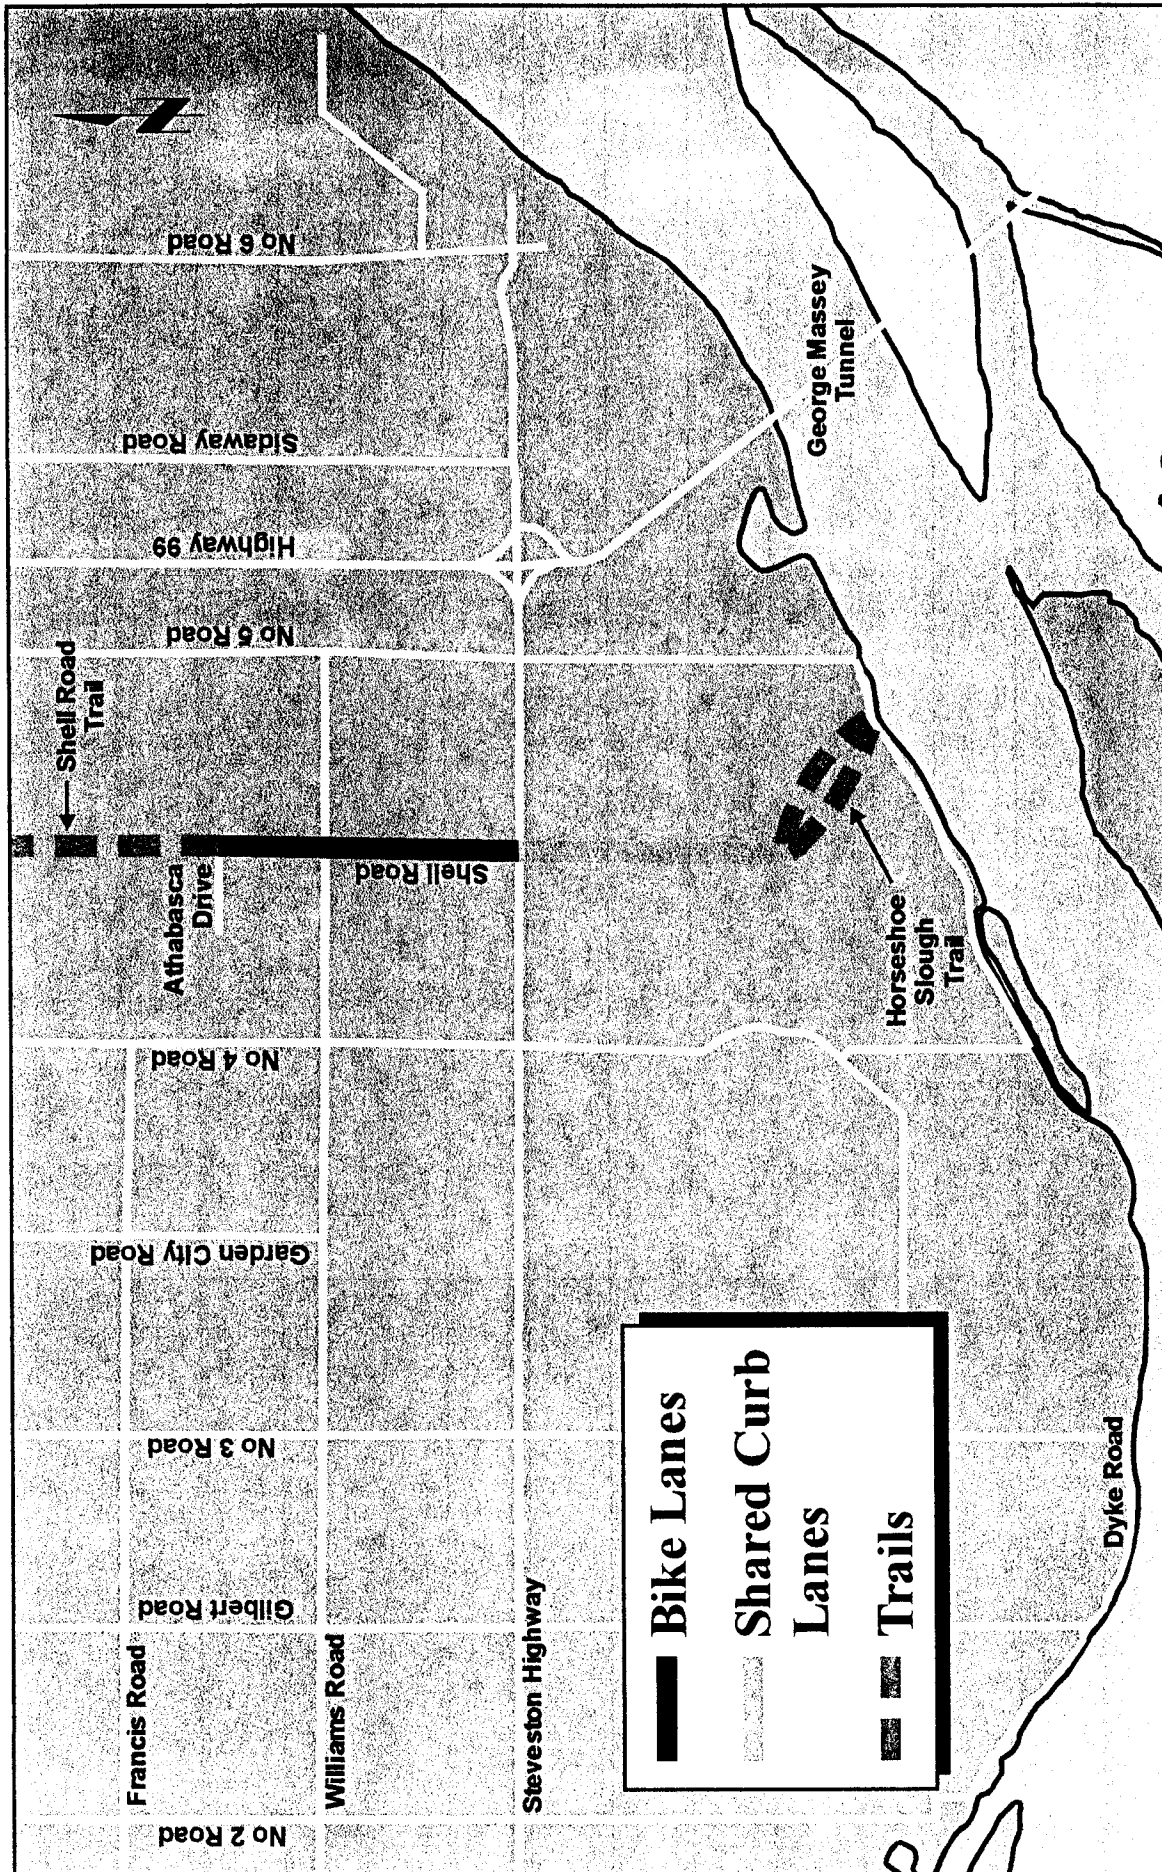 Francis Road
Williams Road
Steveston Highway
No 2 Road
Gilbert Road
No 3 Road
Garden City Road
No 4 Road
Athabasca
Drive
Shell Road
Trail
Shell Road
No 5 Road
Highway 99
Sidaway Road
No 6 Road
N
George Massey
Tunnel
Horseshoe
Slough
Trail
Dyke Road
Bike Lanes
Shared Curb
Lanes
Trails